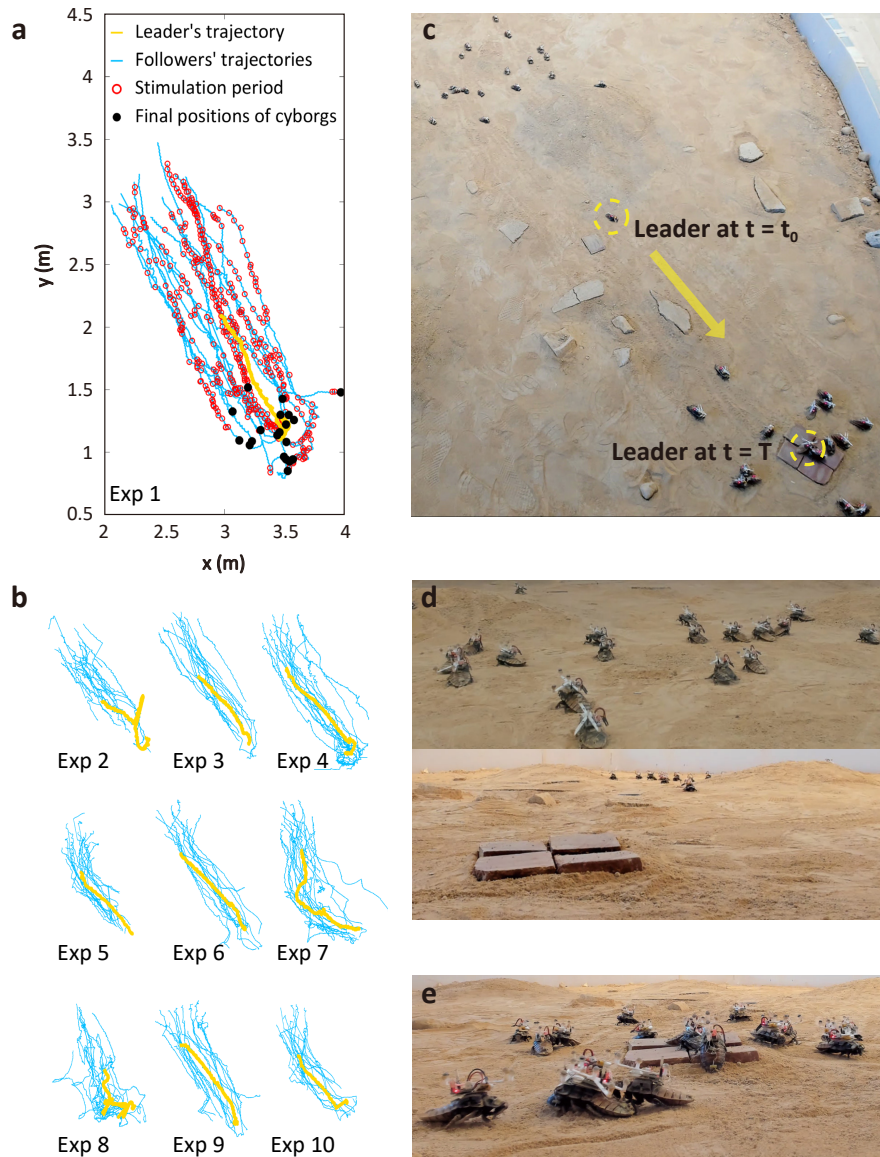 a
4.5
4
3.5
3
2.5
2
1.5
1
0.5
y (m)
Leader's trajectory
Followers' trajectories
Stimulation period
Final positions of cyborgs
Exp 1
2
2.5
3
3.5
4
x (m)
b
Exp 2
Exp 3
Exp 4
Exp 5
Exp 6
Exp 7
Exp 8
Exp 9
Exp 10
c
Leader at t = t₀
Leader at t = T
d
e